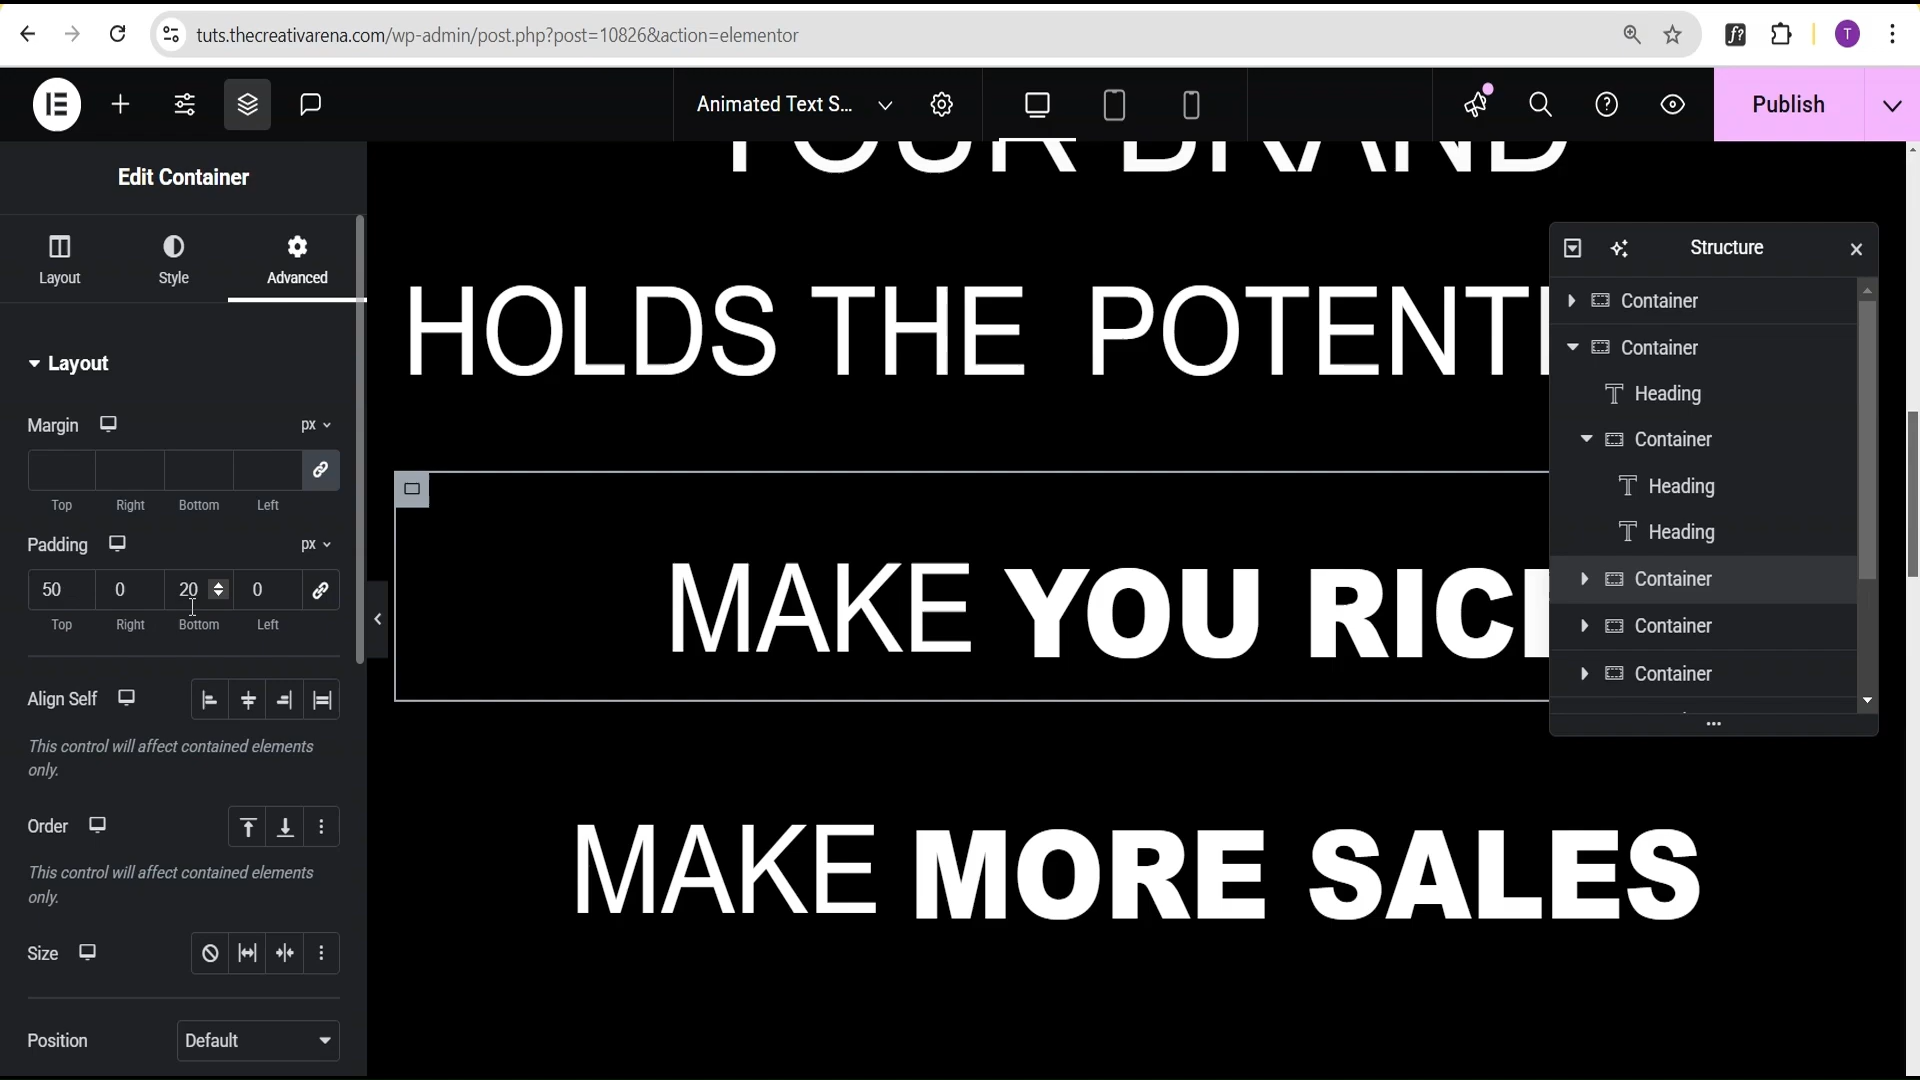 tuts.thecreativarena.com/wp-admin/post.php?post=10826&action=elementor
T
Animated Text S...
Publish
Edit Container
Layout
Style
Advanced
Layout
Margin
px
Top
Right
Bottom
Left
Padding
px
50
0
20
0
Top
Right
Bottom
Left
Align Self
This control will affect contained elements
only.
Order
This control will affect contained elements
only.
Size
Position
Default
YOUR BRAND
HOLDS THE POTENTI
MAKE YOU RICH
MAKE MORE SALES
Structure
Container
Container
Heading
Container
Heading
Heading
Container
Container
Container